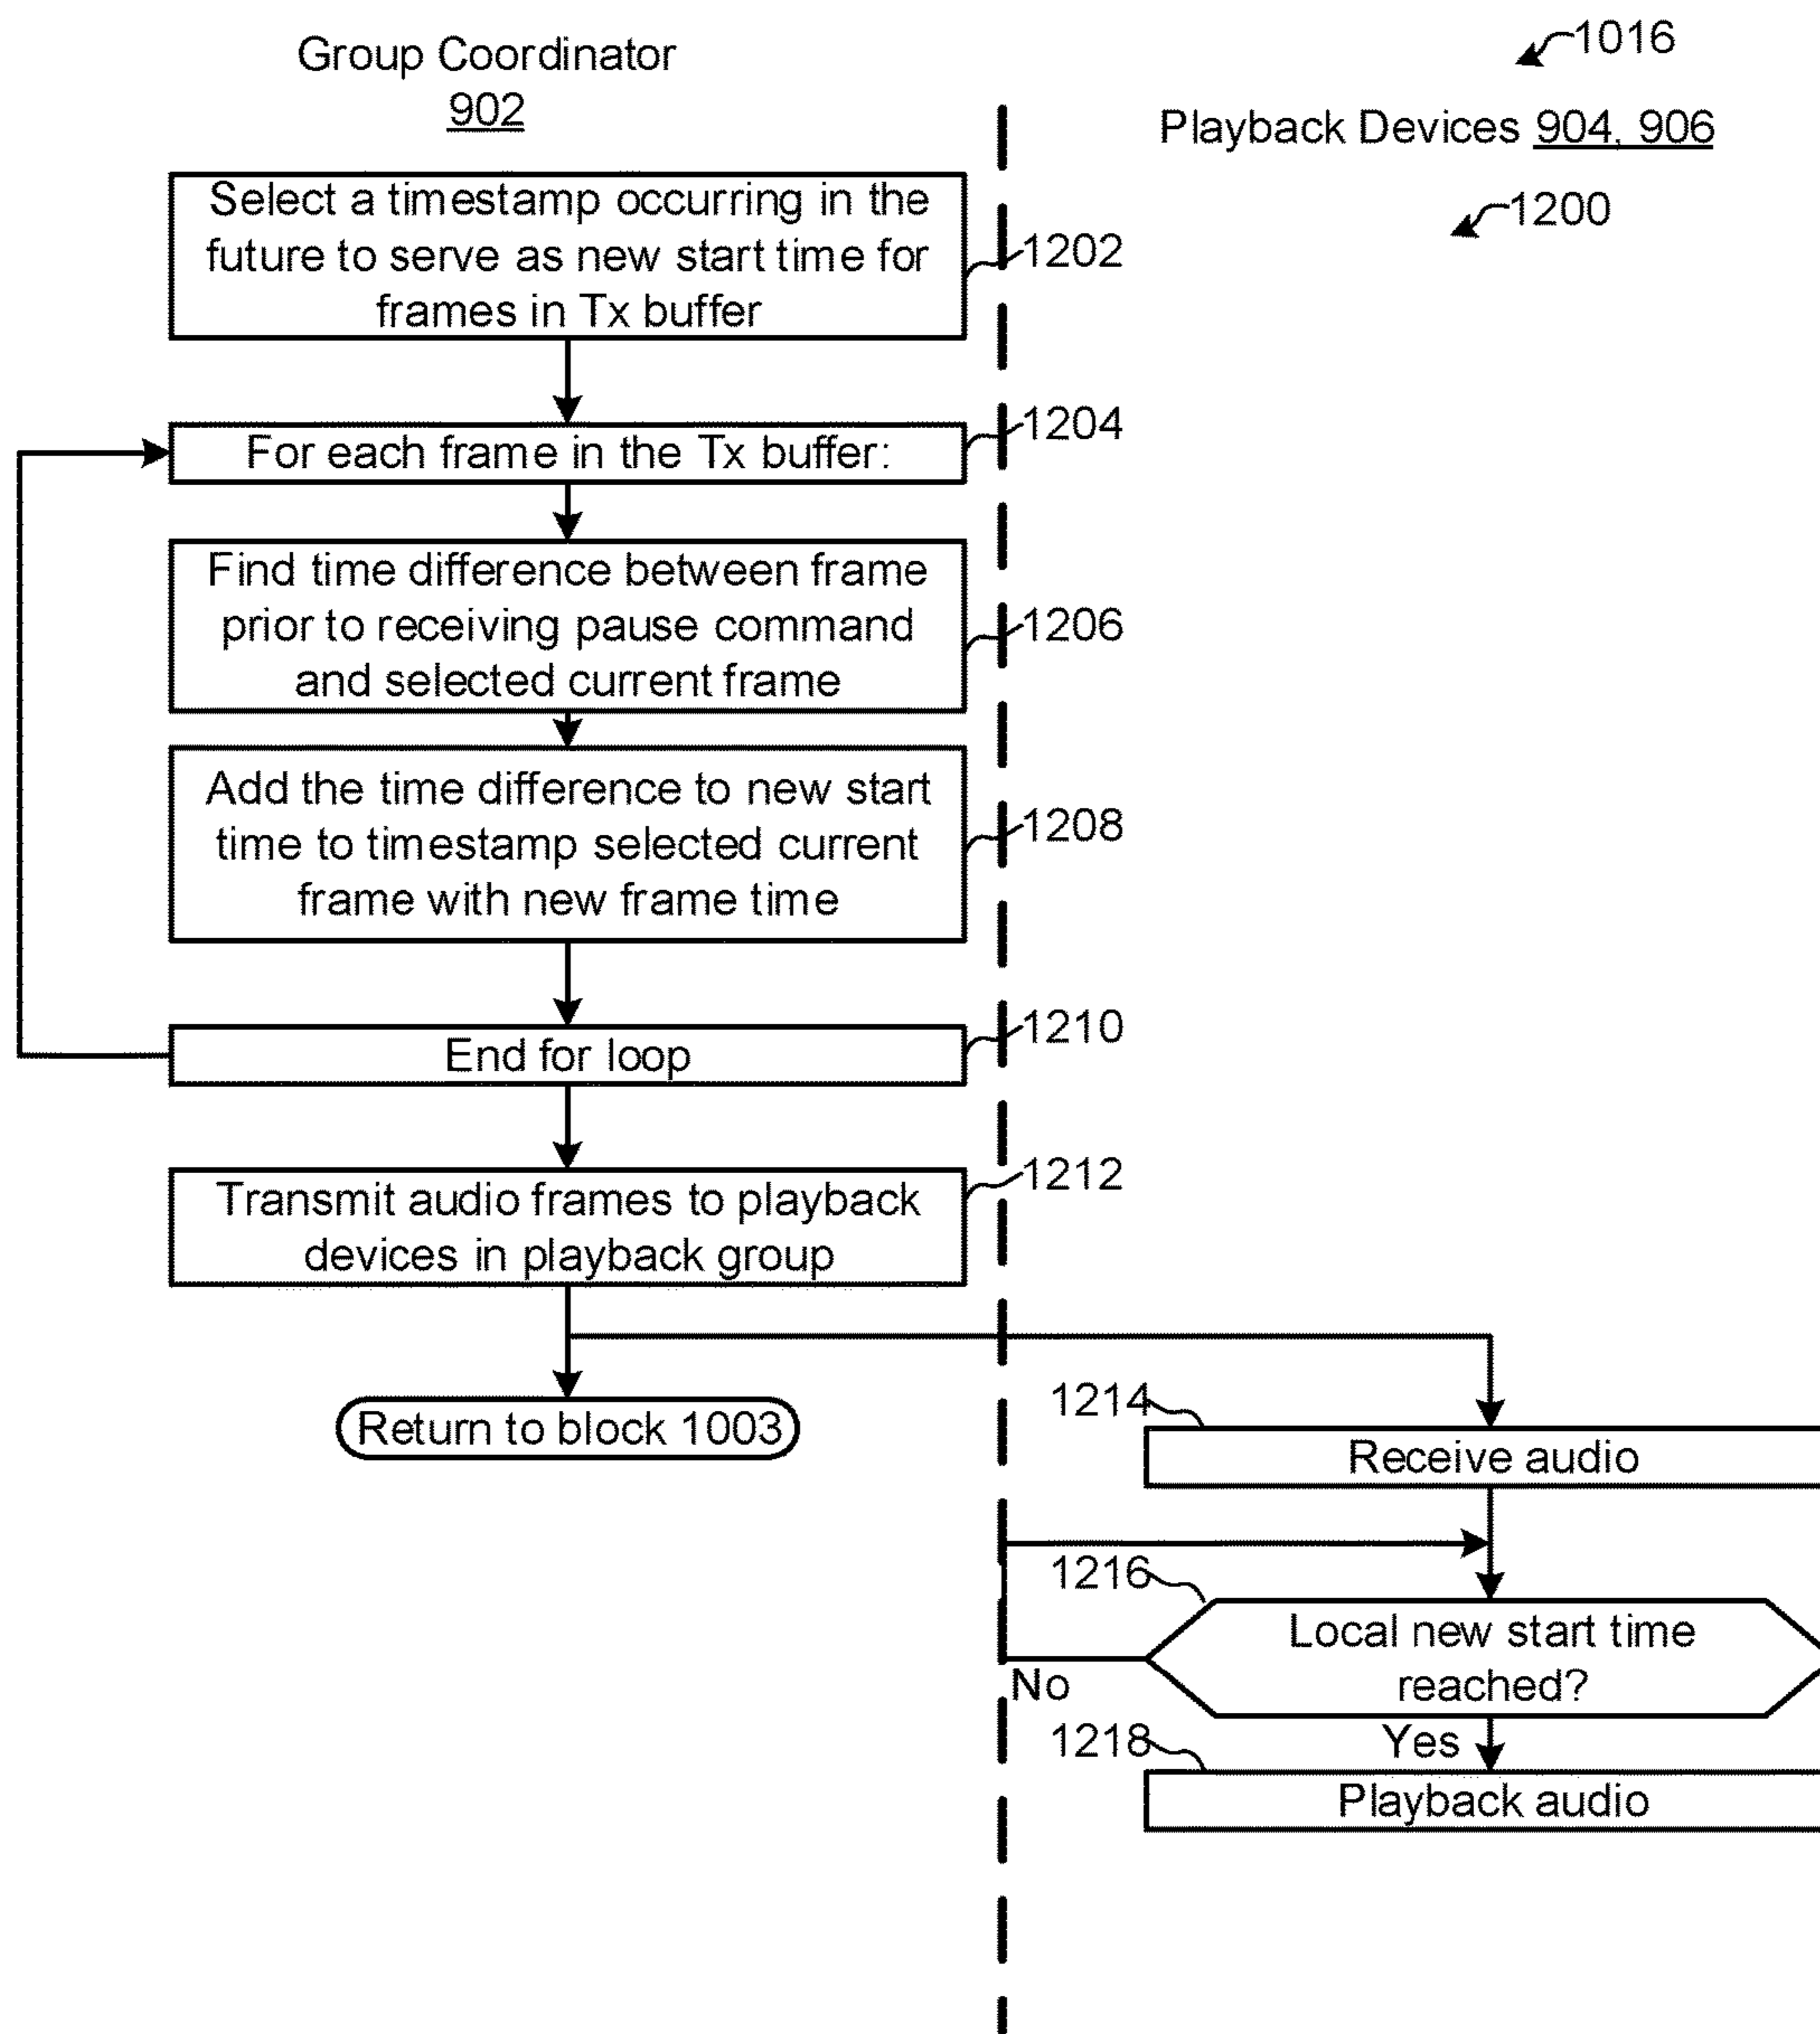 Group Coordinator
902
1016
Playback Devices 904, 906
1200
Select a timestamp occurring in the
future to serve as new start time for
frames in Tx buffer
1202
For each frame in the Tx buffer:
1204
Find time difference between frame
prior to receiving pause command
and selected current frame
1206
Add the time difference to new start
time to timestamp selected current
frame with new frame time
1208
End for loop
1210
Transmit audio frames to playback
devices in playback group
1212
Return to block 1003
1214
Receive audio
1216
Local new start time
reached?
No
Yes
1218
Playback audio